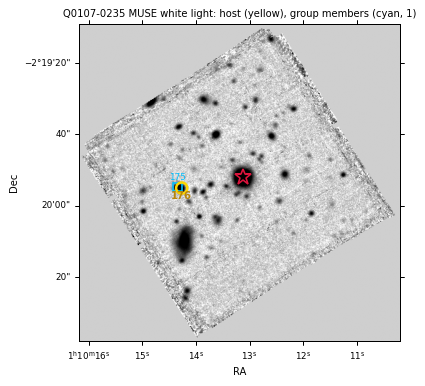 Q0107-0235 MUSE white light: host (yellow), group members (cyan, 1)
−2°19'20"
40"
20'00"
20"
Dec
175
176
1ʰ10ᵐ16ˢ 15ˢ 14ˢ 13ˢ 12ˢ 11ˢ
RA